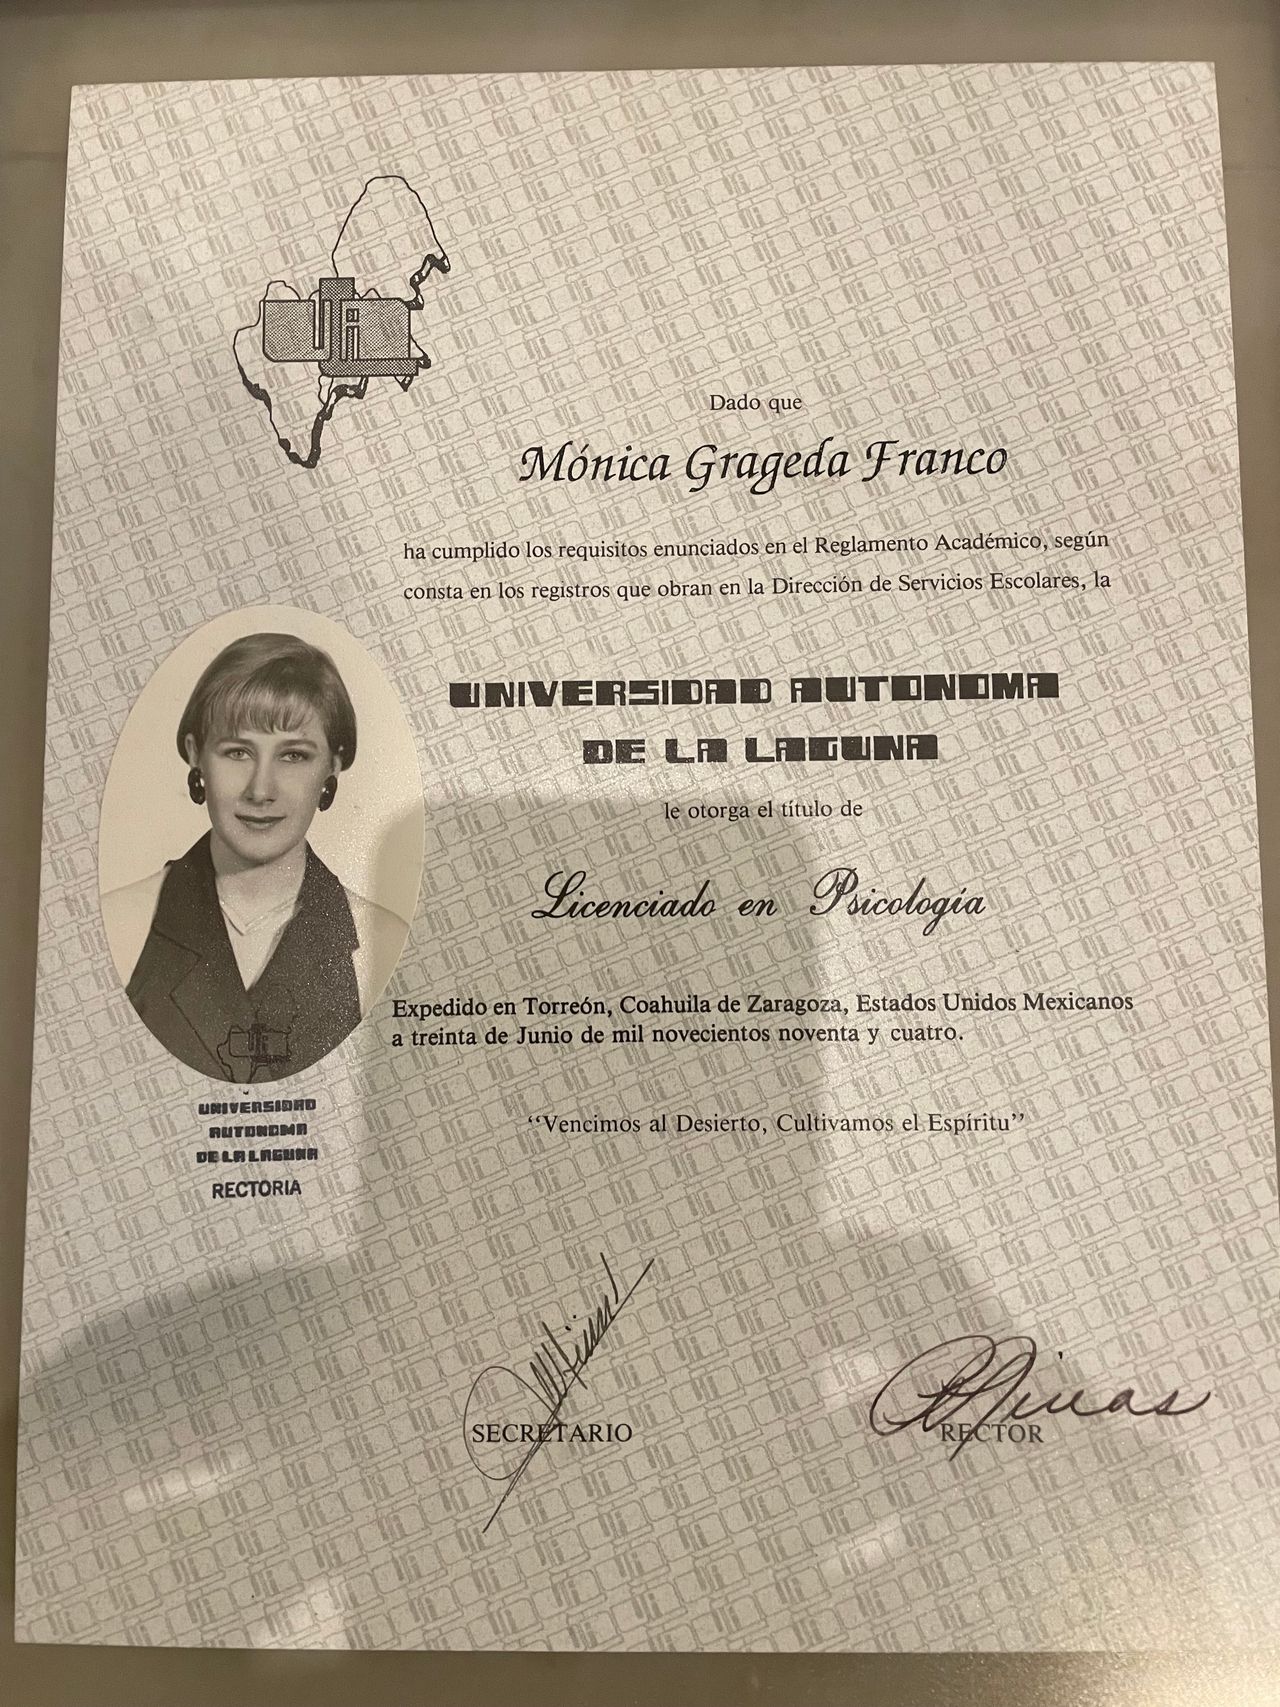 Dado que
Mónica Grageda Franco
ha cumplido los requisitos enunciados en el Reglamento Académico, según
consta en los registros que obran en la Dirección de Servicios Escolares, la
UNIVERSIDAD AUTONOMA
DE LA LAGUNA
le otorga el título de
Licenciado en Psicología
Expedido en Torreón, Coahuila de Zaragoza, Estados Unidos Mexicanos
a treinta de Junio de mil novecientos noventa y cuatro.
"Vencimos al Desierto, Cultivamos el Espíritu"
UNIVERSIDAD
AUTONOMA
DE LA LAGUNA
RECTORIA
SECRETARIO
RECTOR